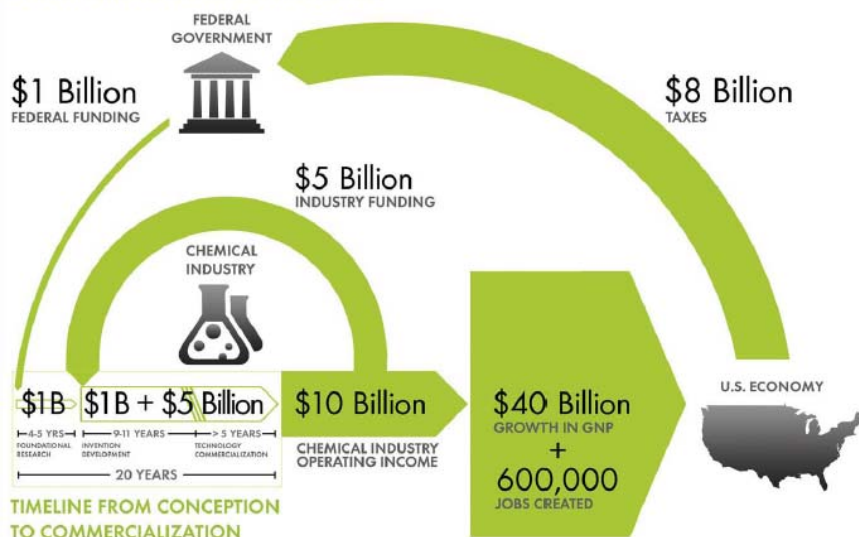 FEDERAL
GOVERNMENT
$1 Billion
FEDERAL FUNDING
$8 Billion
TAXES
$5 Billion
INDUSTRY FUNDING
CHEMICAL
INDUSTRY
$1B
$1B + $5 Billion
$10 Billion
CHEMICAL INDUSTRY
OPERATING INCOME
$40 Billion
GROWTH IN GNP
+
600,000
JOBS CREATED
U.S. ECONOMY
4-5 YRS
FOUNDATIONAL
RESEARCH
9-11 YEARS
INVENTION
DEVELOPMENT
> 5 YEARS
TECHNOLOGY
COMMERCIALIZATION
20 YEARS
TIMELINE FROM CONCEPTION
TO COMMERCIALIZATION